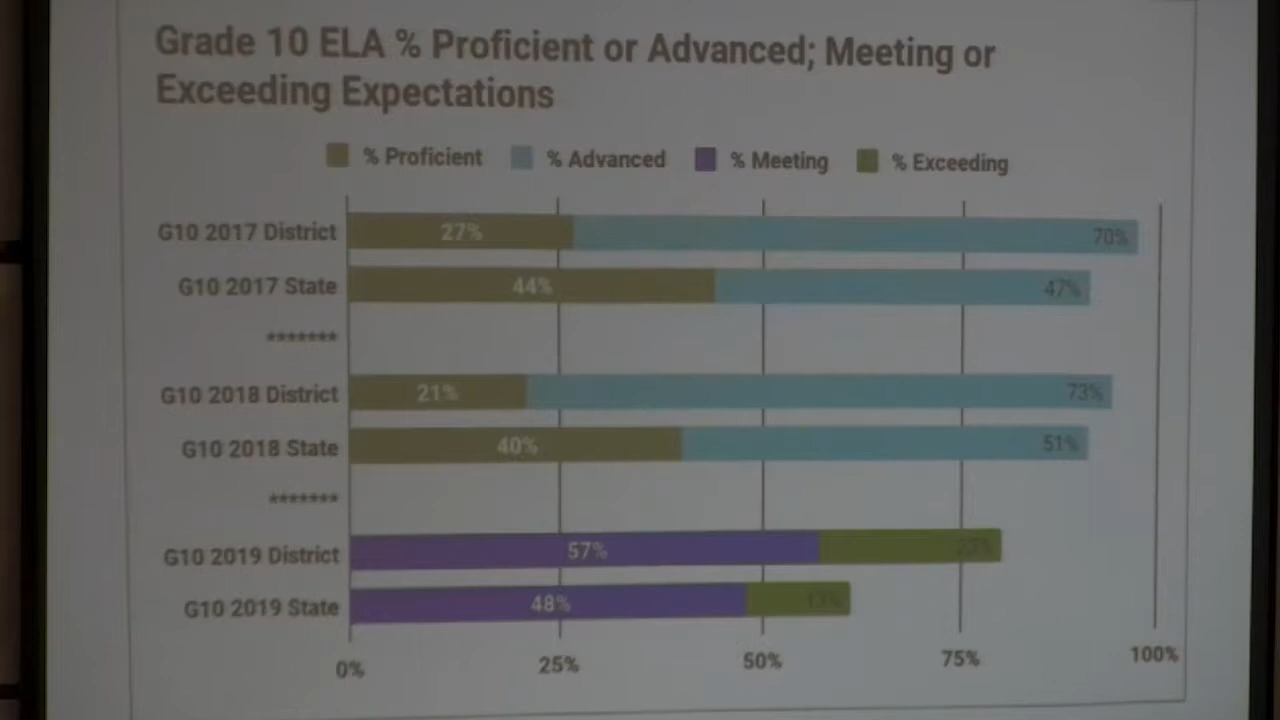 Grade 10 ELA % Proficient or Advanced; Meeting or
Exceeding Expectations
% Proficient % Advanced % Meeting % Exceeding
G10 2017 District 27% 70%
G10 2017 State 44% 47%
*******
G10 2018 District 21% 73%
G10 2018 State 40% 51%
*******
G10 2019 District 57%
G10 2019 State 48% 13%
0% 25% 50% 75% 100%